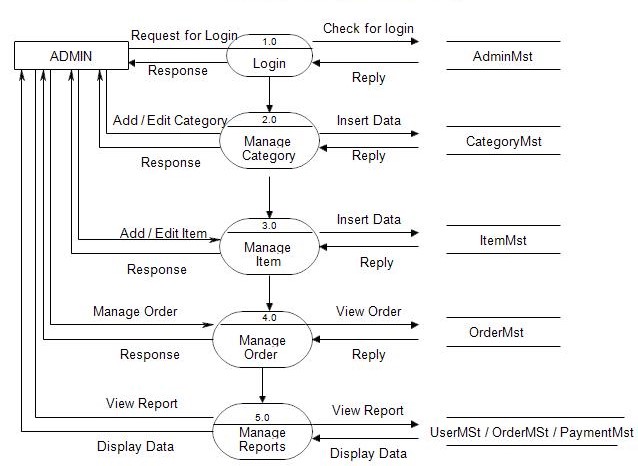 Request for Login
Check for login
ADMIN
1.0
Login
AdminMst
Response
Reply
Add / Edit Category
2.0
Insert Data
Manage
Category
CategoryMst
Response
Reply
Add / Edit Item
3.0
Insert Data
Manage
Item
ItemMst
Response
Reply
Manage Order
4.0
View Order
Manage
Order
OrderMst
Response
Reply
View Report
5.0
View Report
Manage
Reports
UserMSt / OrderMSt / PaymentMst
Display Data
Display Data